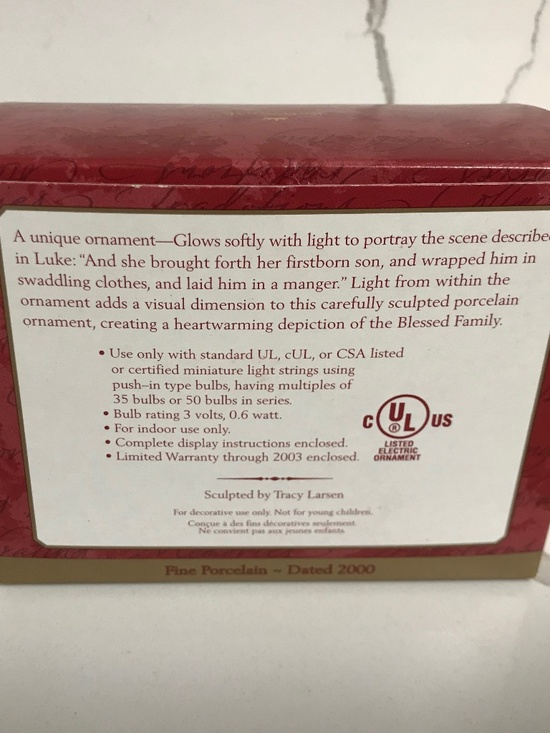 A unique ornament—Glows softly with light to portray the scene describe
in Luke: "And she brought forth her firstborn son, and wrapped him in
swaddling clothes, and laid him in a manger." Light from within the
ornament adds a visual dimension to this carefully sculpted porcelain
ornament, creating a heartwarming depiction of the Blessed Family.
• Use only with standard UL, cUL, or CSA listed
or certified miniature light strings using
push–in type bulbs, having multiples of
35 bulbs or 50 bulbs in series.
• Bulb rating 3 volts, 0.6 watt.
• For indoor use only.
• Complete display instructions enclosed.
• Limited Warranty through 2003 enclosed.
C UL ® US
LISTED
ELECTRIC
ORNAMENT
Sculpted by Tracy Larsen
For decorative use only. Not for young children.
Conçue à des fins décoratives seulement.
Ne convient pas aux jeunes enfants.
Fine Porcelain ~ Dated 2000